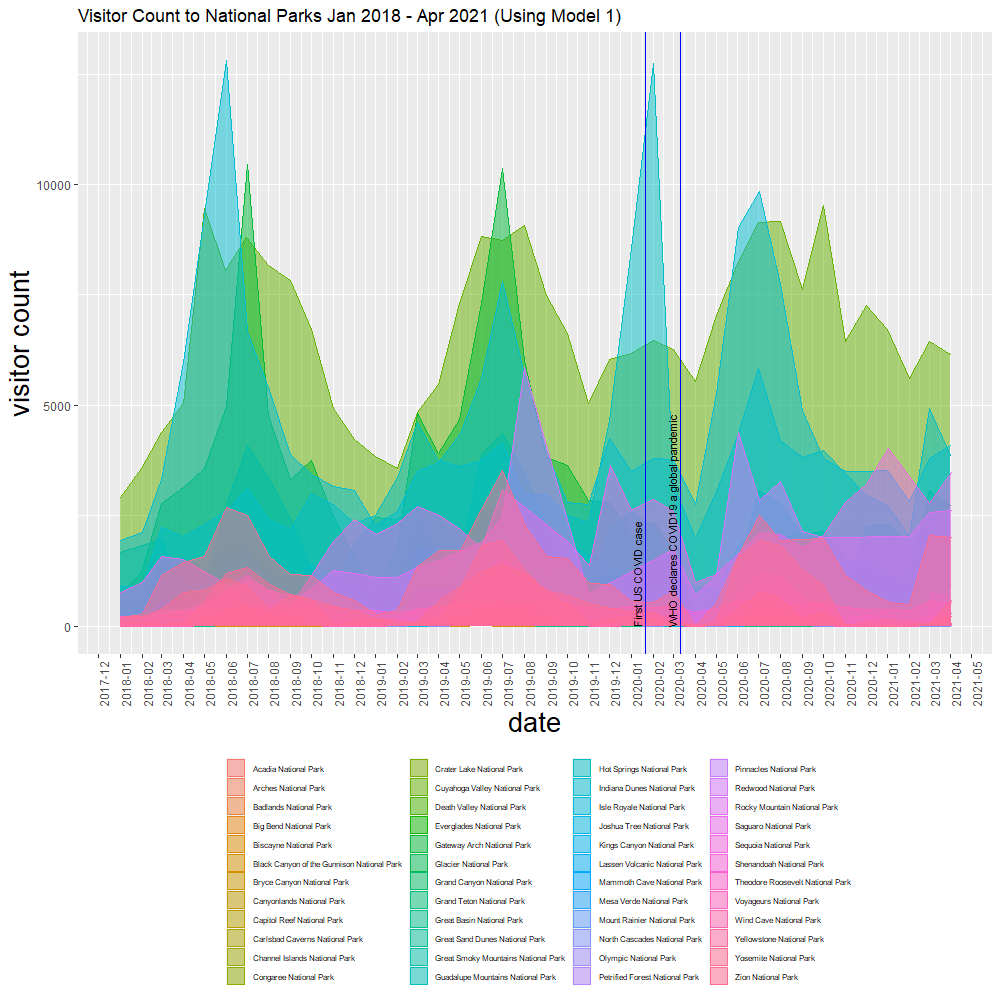 Visitor Count to National Parks Jan 2018 - Apr 2021 (Using Model 1)
visitor count
10000
5000
0
First US COVID case
WHO declares COVID19 a global pandemic
2017-12
2018-01
2018-02
2018-03
2018-04
2018-05
2018-06
2018-07
2018-08
2018-09
2018-10
2018-11
2018-12
2019-01
2019-02
2019-03
2019-04
2019-05
2019-06
2019-07
2019-08
2019-09
2019-10
2019-11
2019-12
2020-01
2020-02
2020-03
2020-04
2020-05
2020-06
2020-07
2020-08
2020-09
2020-10
2020-11
2020-12
2021-01
2021-02
2021-03
2021-04
2021-05
date
Acadia National Park
Arches National Park
Badlands National Park
Big Bend National Park
Biscayne National Park
Black Canyon of the Gunnison National Park
Bryce Canyon National Park
Canyonlands National Park
Capitol Reef National Park
Carlsbad Caverns National Park
Channel Islands National Park
Congaree National Park
Crater Lake National Park
Cuyahoga Valley National Park
Death Valley National Park
Everglades National Park
Gateway Arch National Park
Glacier National Park
Grand Canyon National Park
Grand Teton National Park
Great Basin National Park
Great Sand Dunes National Park
Great Smoky Mountains National Park
Guadalupe Mountains National Park
Hot Springs National Park
Indiana Dunes National Park
Isle Royale National Park
Joshua Tree National Park
Kings Canyon National Park
Lassen Volcanic National Park
Mammoth Cave National Park
Mesa Verde National Park
Mount Rainier National Park
North Cascades National Park
Olympic National Park
Petrified Forest National Park
Pinnacles National Park
Redwood National Park
Rocky Mountain National Park
Saguaro National Park
Sequoia National Park
Shenandoah National Park
Theodore Roosevelt National Park
Voyageurs National Park
Wind Cave National Park
Yellowstone National Park
Yosemite National Park
Zion National Park